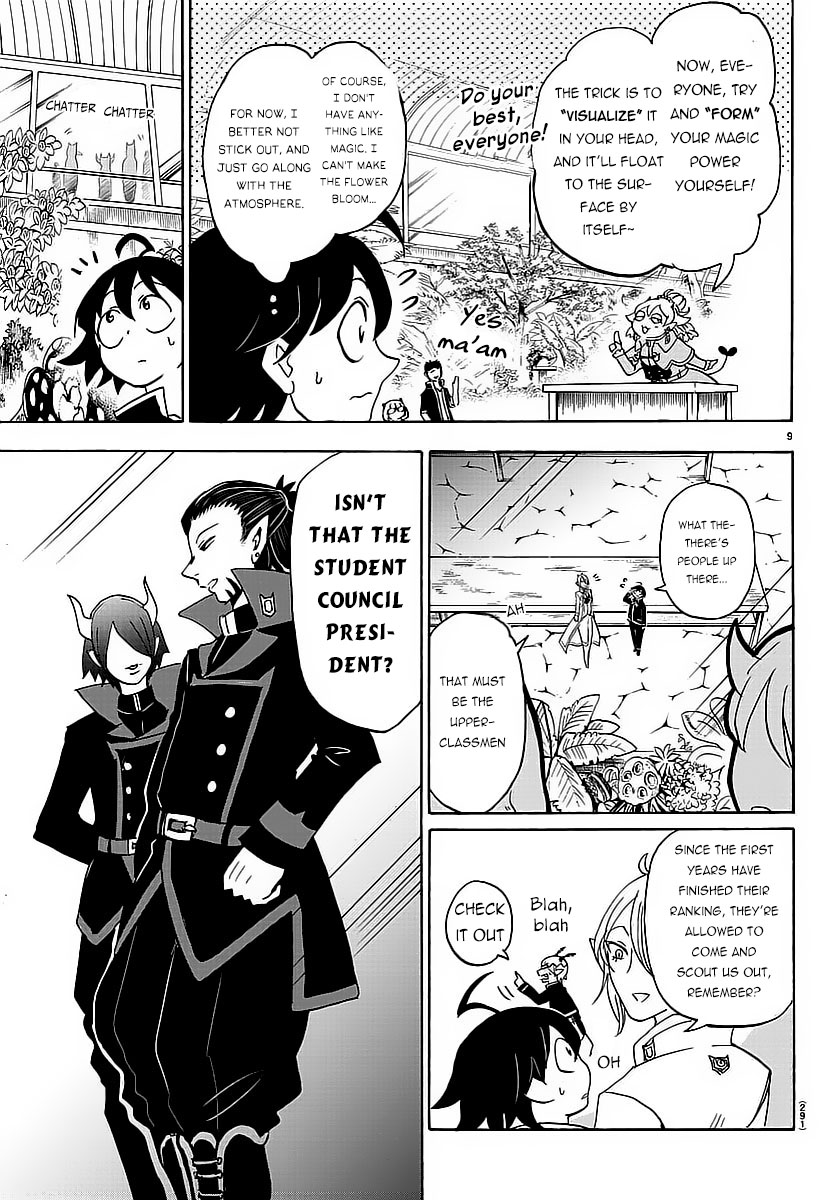 NOW, EVE-
RYONE, TRY
AND "FORM"
YOUR MAGIC
POWER
YOURSELF!
THE TRICK IS TO
"VISUALIZE" IT
IN YOUR HEAD,
AND IT'LL FLOAT
TO THE SUR-
FACE BY
ITSELF~
Do your
best,
everyone!
Yes
ma'am
OF COURSE,
I DON'T
HAVE ANY-
THING LIKE
MAGIC. I
CAN'T MAKE
THE FLOWER
BLOOM...
FOR NOW, I
BETTER NOT
STICK OUT, AND
JUST GO ALONG
WITH THE
ATMOSPHERE.
CHATTER CHATTER
9
WHAT THE-
THERE'S
PEOPLE UP
THERE...
AH
THAT MUST
BE THE
UPPER-
CLASSMEN
SINCE THE FIRST
YEARS HAVE
FINISHED THEIR
RANKING, THEY'RE
ALLOWED TO
COME AND
SCOUT US OUT,
REMEMBER?
Blah,
blah
CHECK
IT OUT
OH
ISN'T
THAT THE
STUDENT
COUNCIL
PRESI-
DENT?
(291)